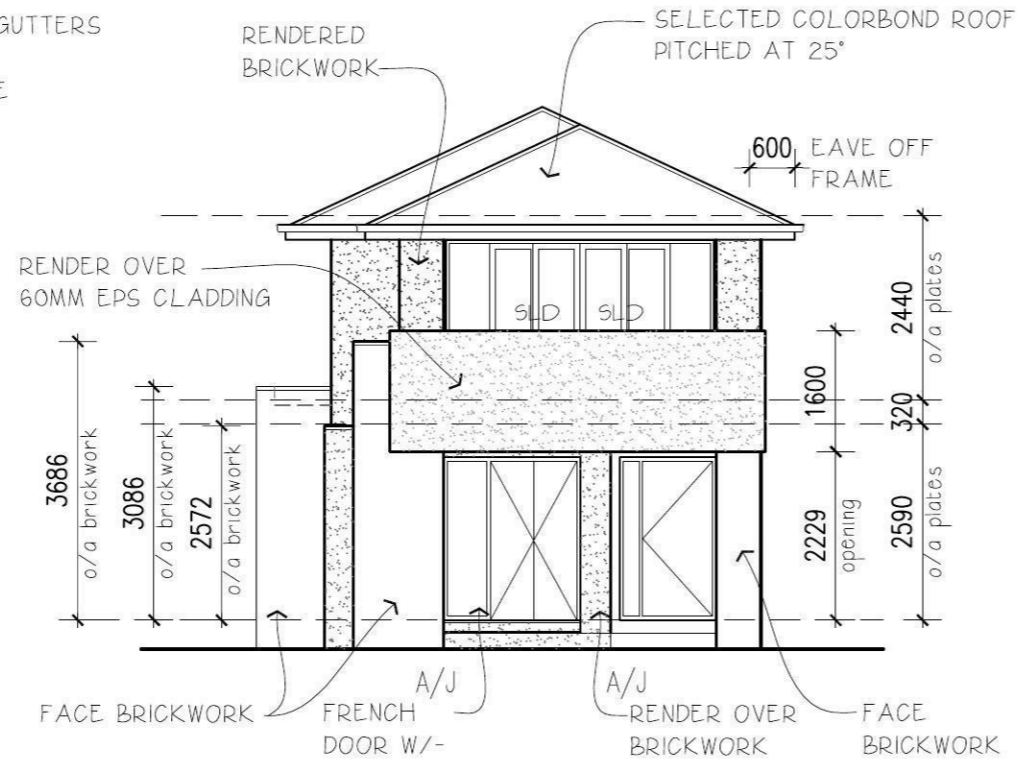 GUTTERS
E
RENDERED
BRICKWORK
SELECTED COLORBOND ROOF
PITCHED AT 25°
600
EAVE OFF
FRAME
RENDER OVER
60MM EPS CLADDING
SLD SLD
2440
o/a plates
1600
320
3686
o/a brickwork
3086
o/a brickwork
2572
o/a brickwork
2229
opening
2590
o/a plates
A/J A/J
FACE BRICKWORK
FRENCH
DOOR W/-
RENDER OVER
BRICKWORK
FACE
BRICKWORK